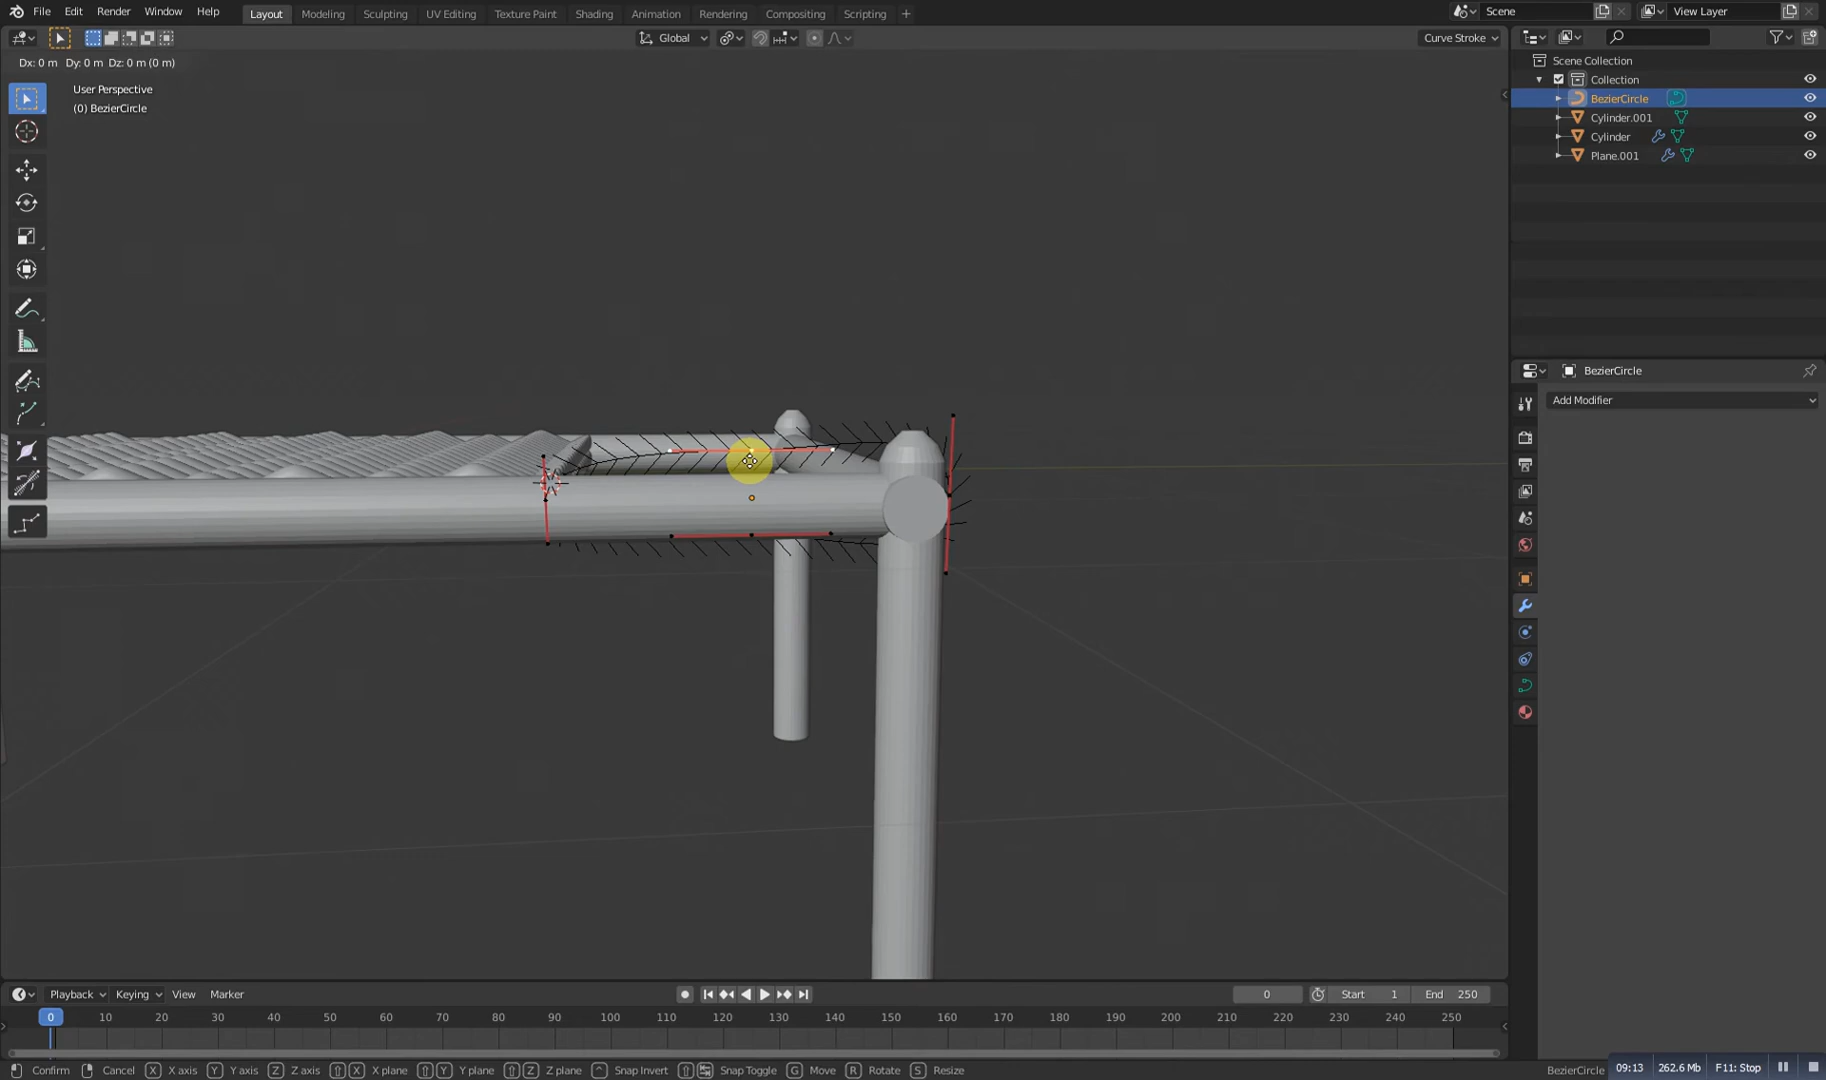 File Edit Render Window Help
Layout Modeling Sculpting UV Editing Texture Paint Shading Animation Rendering Compositing Scripting +
Scene View Layer
Global Curve Stroke
Dx: 0 m Dy: 0 m Dz: 0 m (0 m)
User Perspective
(0) BezierCircle
Scene Collection
Collection
BezierCircle
Cylinder.001
Cylinder
Plane.001
BezierCircle
Add Modifier
Playback Keying View Marker 0 Start 1 End 250
0 10 20 30 40 50 60 70 80 90 100 110 120 130 140 150 160 170 180 190 200 210 220 230 240 250
Confirm Cancel X X axis Y Y axis Z Z axis X X plane Y Y plane Z Z plane Snap Invert Snap Toggle G Move R Rotate S Resize BezierCircle 09:13 262.6 Mb F11: Stop